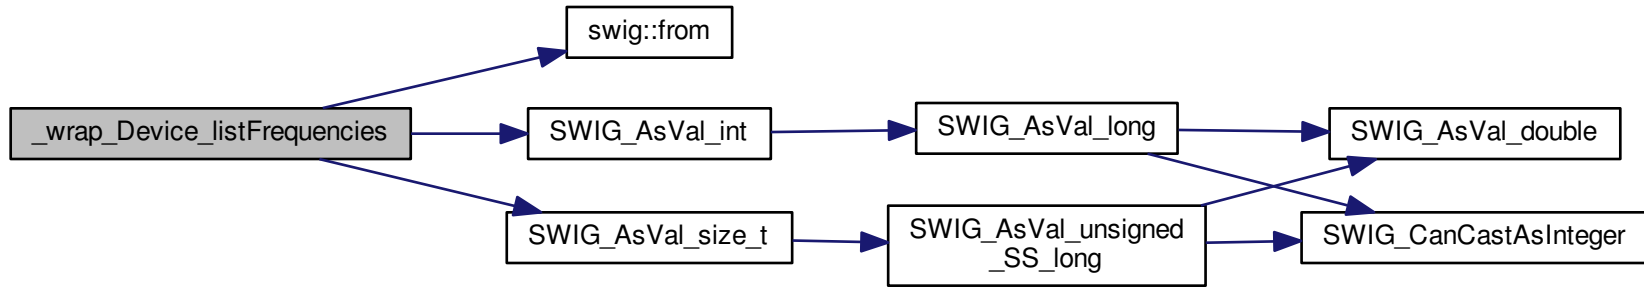 swig::from
_wrap_Device_listFrequencies
SWIG_AsVal_int
SWIG_AsVal_long
SWIG_AsVal_double
SWIG_AsVal_size_t
SWIG_AsVal_unsigned
_SS_long
SWIG_CanCastAsInteger